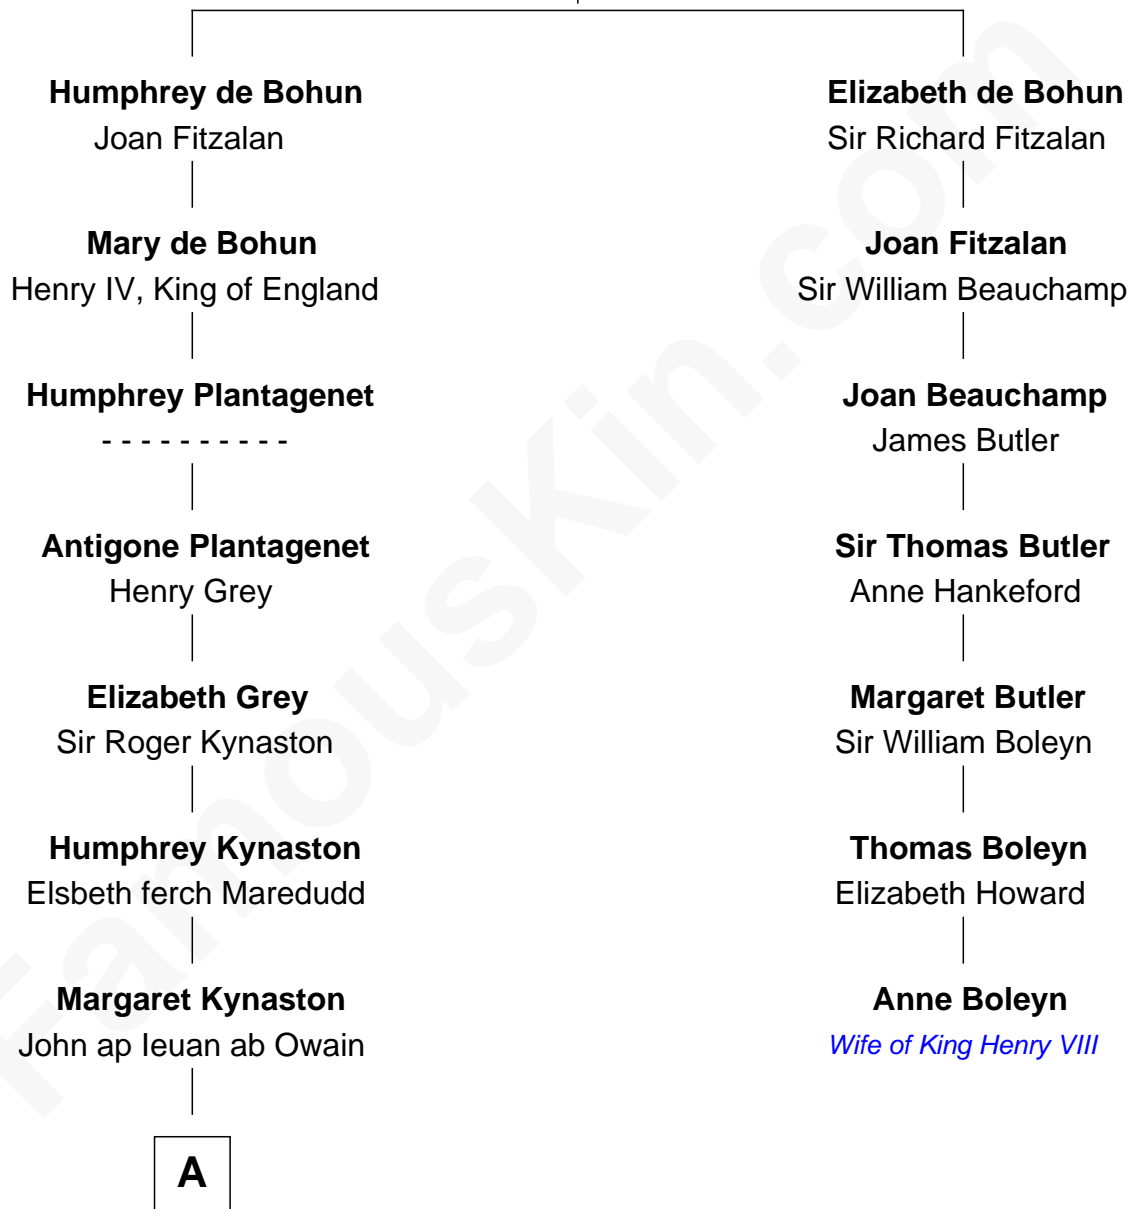 Humphrey de Bohun
Joan Fitzalan
Mary de Bohun
Henry IV, King of England
Humphrey Plantagenet
- - - - - - - - - -
Antigone Plantagenet
Henry Grey
Elizabeth Grey
Sir Roger Kynaston
Humphrey Kynaston
Elsbeth ferch Maredudd
Margaret Kynaston
John ap Ieuan ab Owain
A
Elizabeth de Bohun
Sir Richard Fitzalan
Joan Fitzalan
Sir William Beauchamp
Joan Beauchamp
James Butler
Sir Thomas Butler
Anne Hankeford
Margaret Butler
Sir William Boleyn
Thomas Boleyn
Elizabeth Howard
Anne Boleyn
Wife of King Henry VIII
FamousKin.com